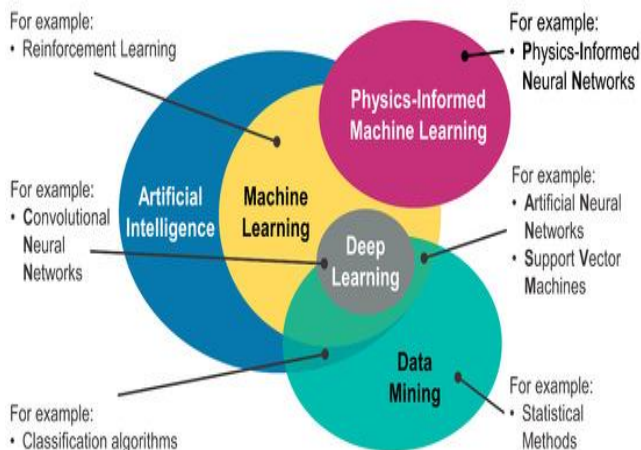 For example:
• Reinforcement Learning
For example:
• Physics-Informed
Neural Networks
Physics-Informed
Machine Learning
For example:
• Convolutional
Neural
Networks
Artificial
Intelligence
Machine
Learning
Deep
Learning
For example:
• Artificial Neural
Networks
• Support Vector
Machines
Data
Mining
For example:
• Classification algorithms
For example:
• Statistical
Methods